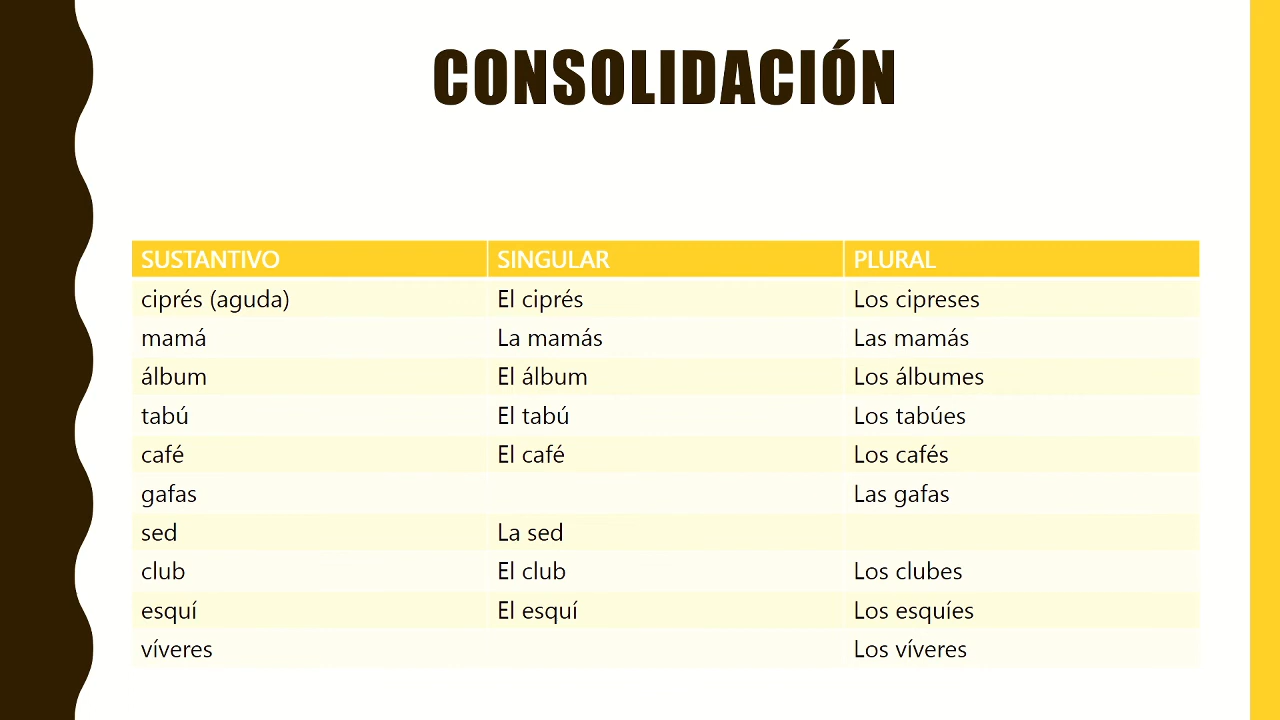 CONSOLIDACIÓN
SUSTANTIVO SINGULAR PLURAL
ciprés (aguda) El ciprés Los cipreses
mamá La mamás Las mamás
álbum El álbum Los álbumes
tabú El tabú Los tabúes
café El café Los cafés
gafas Las gafas
sed La sed
club El club Los clubes
esquí El esquí Los esquíes
víveres Los víveres